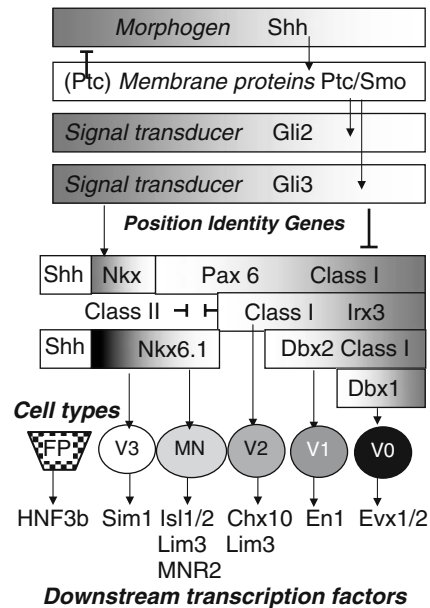 Morphogen Shh
(Ptc) Membrane proteins Ptc/Smo
Signal transducer Gli2
Signal transducer Gli3
Position Identity Genes
Shh Nkx Pax 6 Class I
Class II Class I Irx3
Shh Nkx6.1 Dbx2 Class I
Dbx1
Cell types
FP V3 MN V2 V1 V0
HNF3b Sim1 Isl1/2 Chx10 En1 Evx1/2
Lim3 Lim3
MNR2
Downstream transcription factors